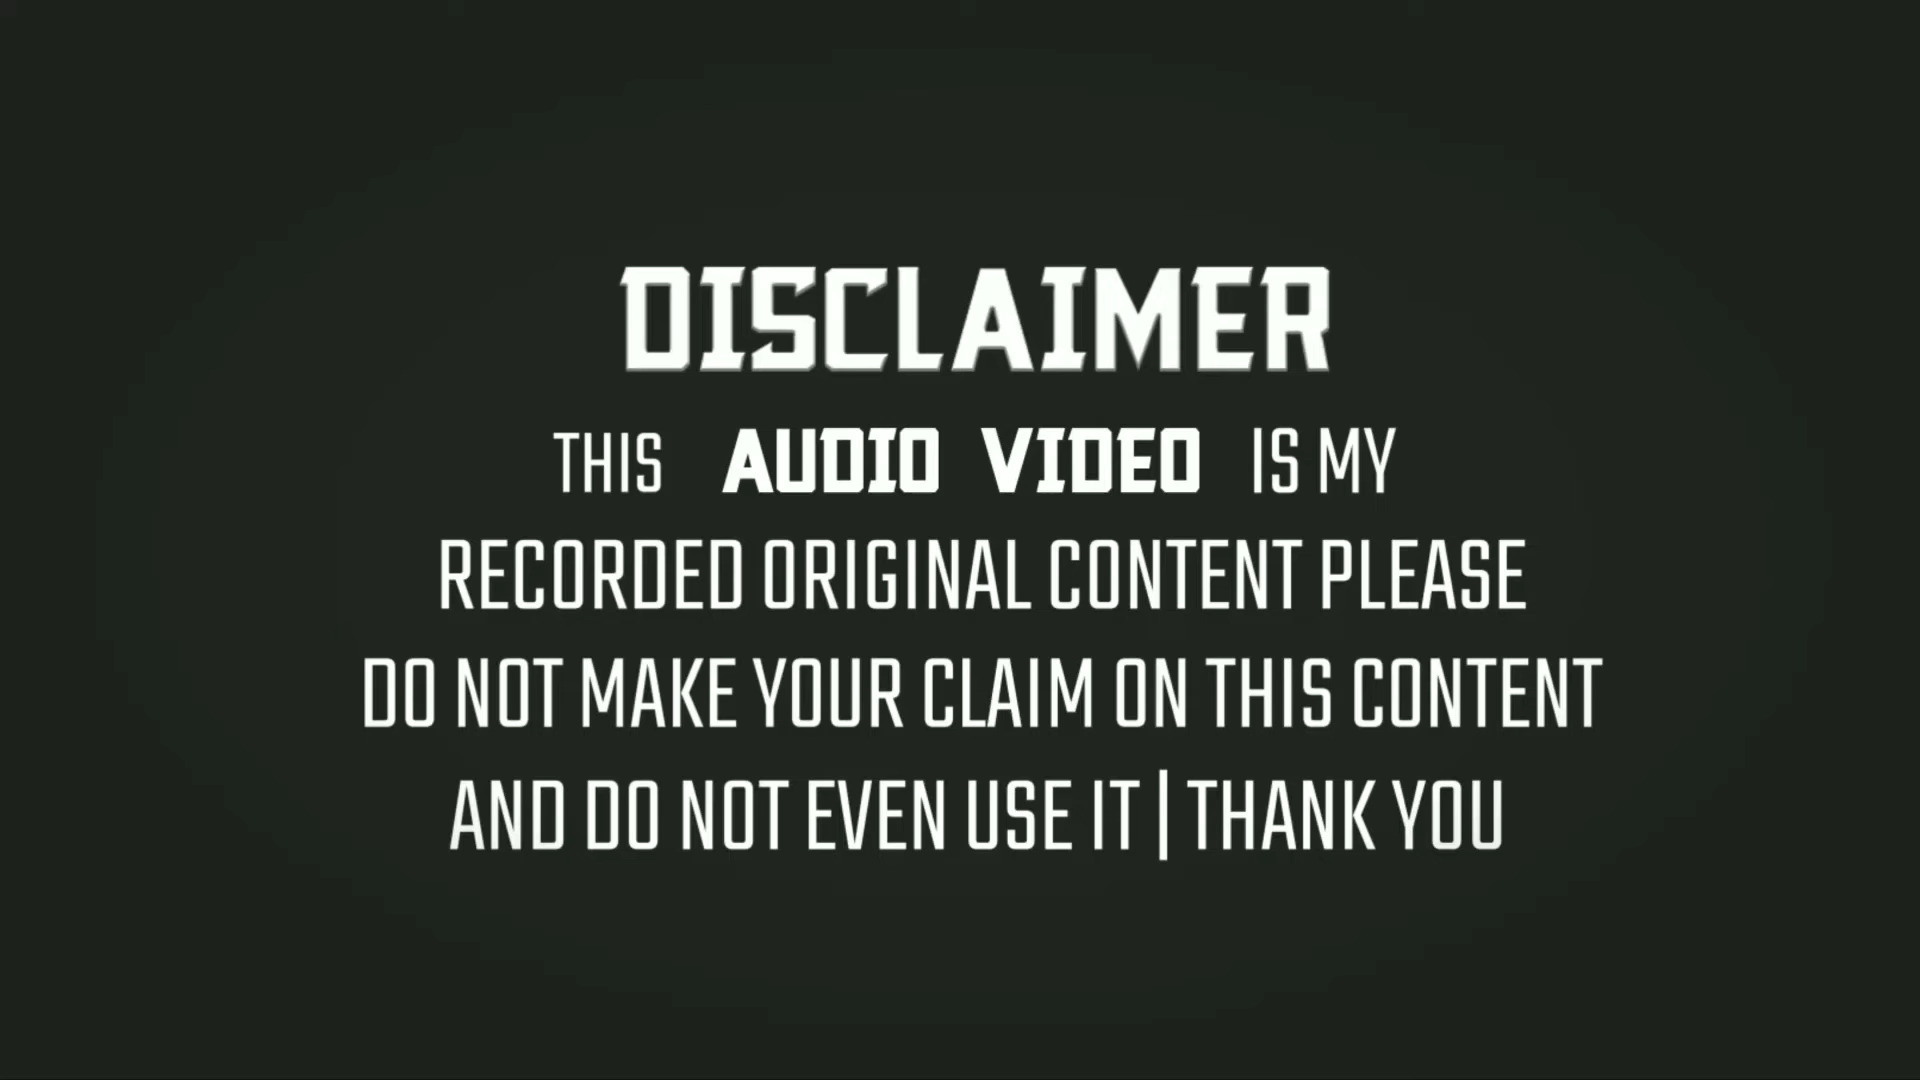 DISCLAIMER
THIS AUDIO VIDEO IS MY
RECORDED ORIGINAL CONTENT PLEASE
DO NOT MAKE YOUR CLAIM ON THIS CONTENT
AND DO NOT EVEN USE IT | THANK YOU